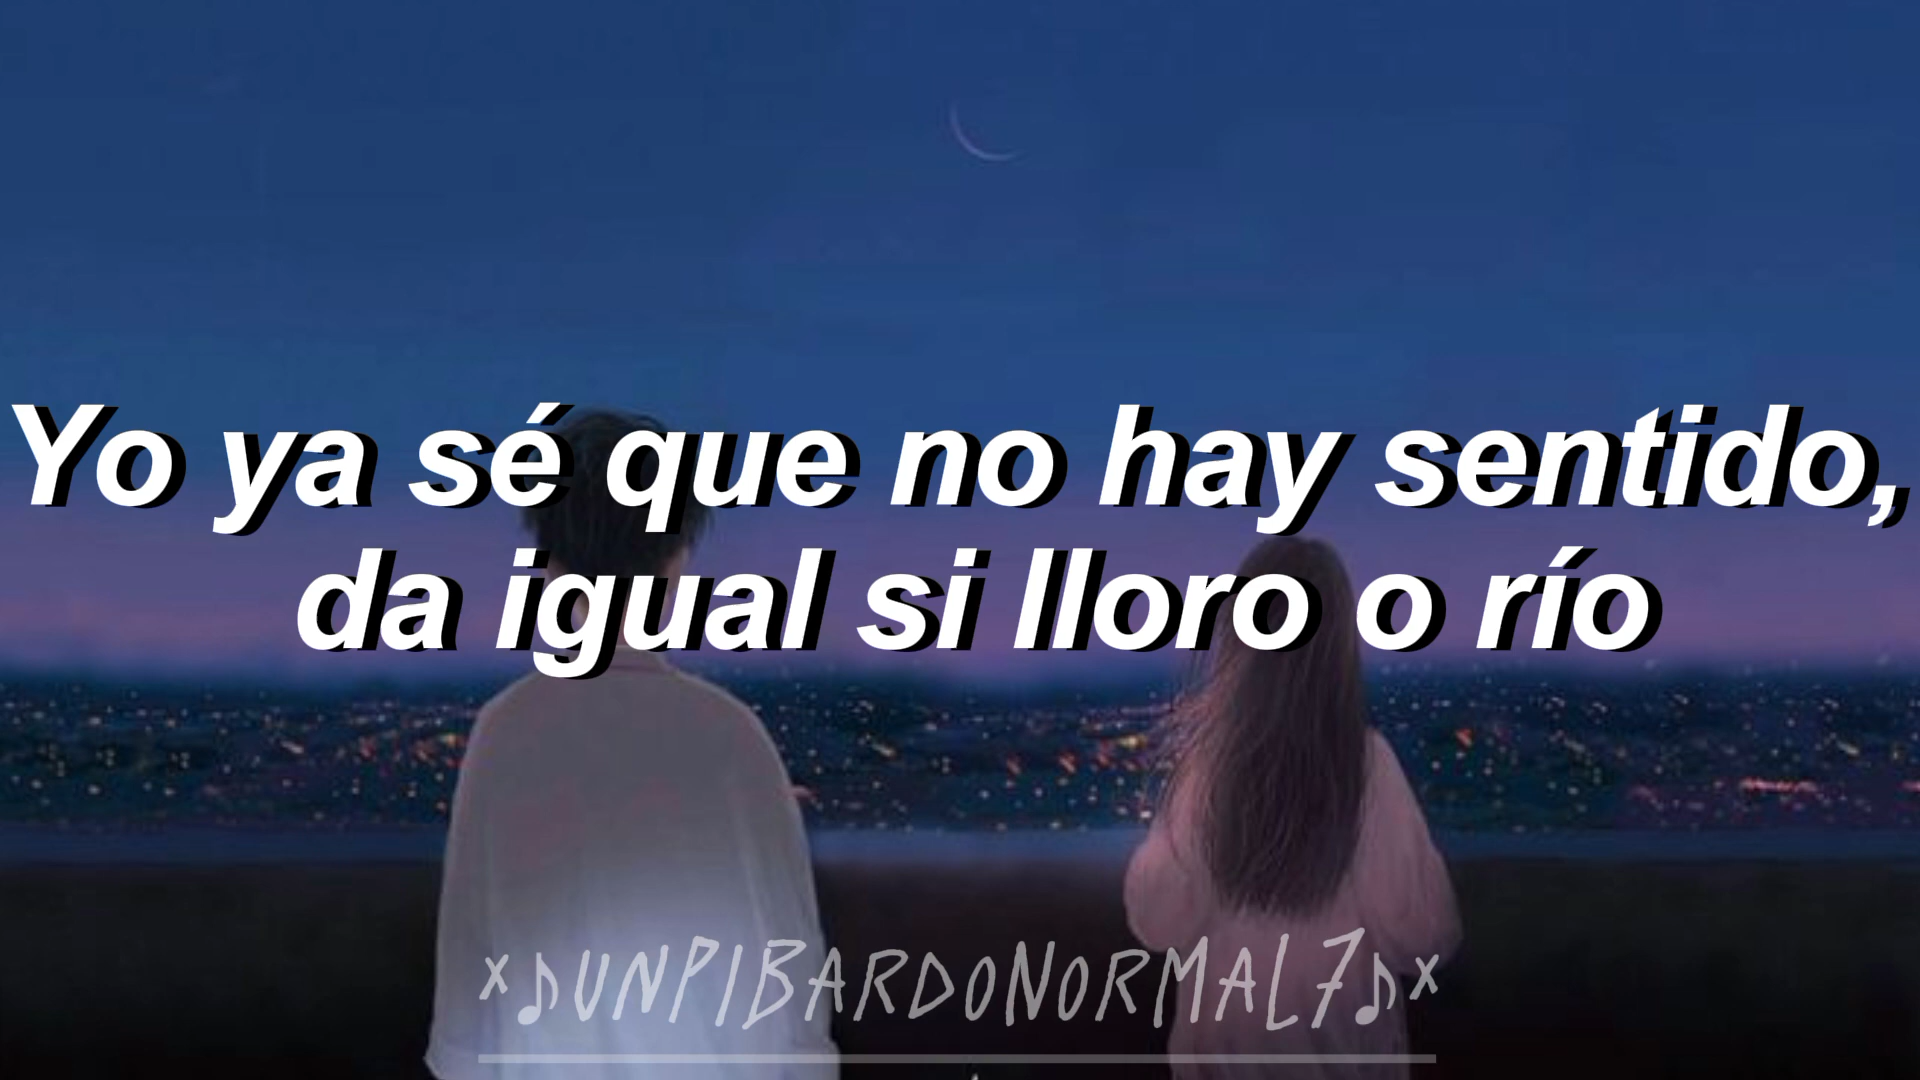 Yo ya sé que no hay sentido,
da igual si lloro o río
×♪UNPIBARDONORMAL7♪×